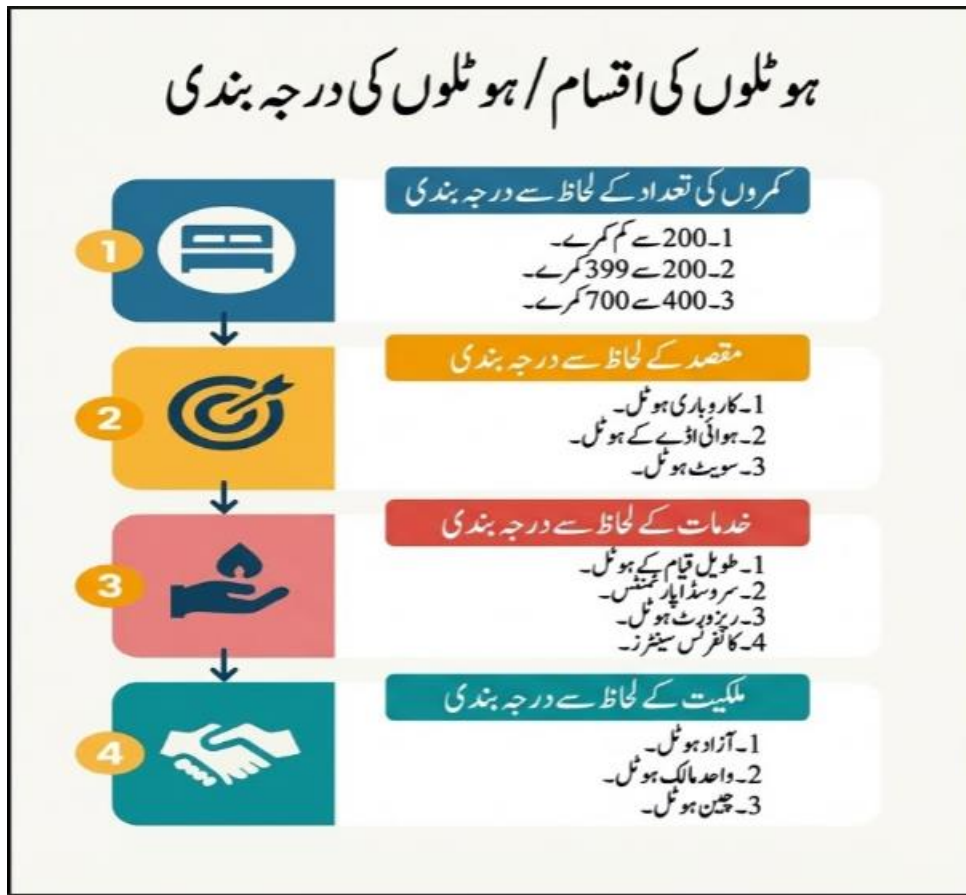 ہوٹلوں کی اقسام / ہوٹلوں کی درجہ بندی
1
کمروں کی تعداد کے لحاظ سے درجہ بندی
1۔200 سے کم کمرے۔
2۔200 سے 399 کمرے۔
3۔400 سے 700 کمرے۔
2
مقصد کے لحاظ سے درجہ بندی
1۔کاروباری ہوٹل۔
2۔ہوائی اڈے کے ہوٹل۔
3۔سویٹ ہوٹل۔
3
خدمات کے لحاظ سے درجہ بندی
1۔طویل قیام کے ہوٹل۔
2۔سروسڈ اپارٹمنٹس۔
3۔ریزورٹ ہوٹل۔
4۔کانفرنس سینٹرز۔
4
ملکیت کے لحاظ سے درجہ بندی
1۔آزاد ہوٹل۔
2۔واحد مالک ہوٹل۔
3۔چین ہوٹل۔